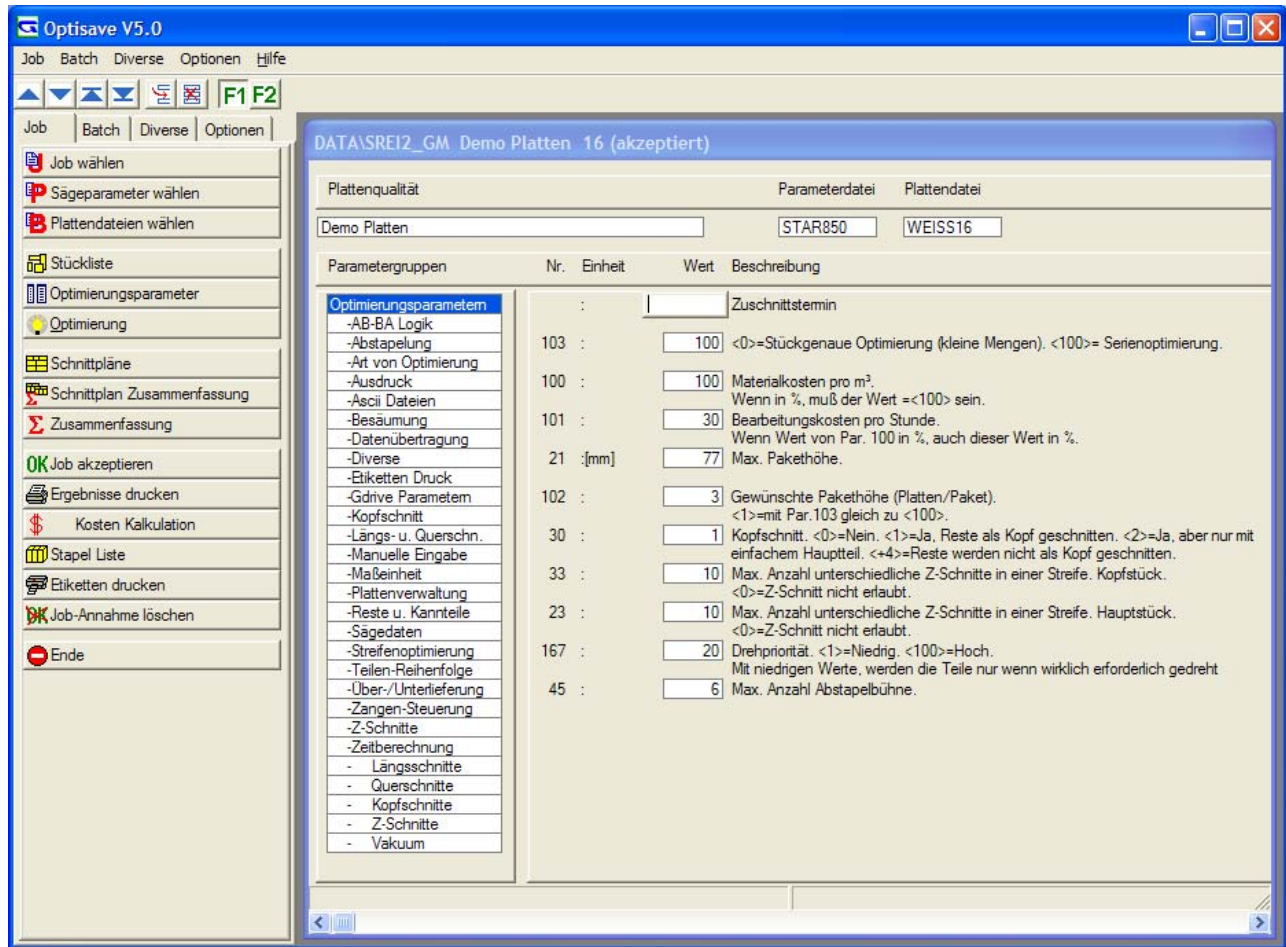 Optisave V5.0
Job Batch Diverse Optionen Hilfe
F1 F2
Job Batch Diverse Optionen
Job wählen
Sägeparameter wählen
Plattendateien wählen
Stückliste
Optimierungsparameter
Optimierung
Schnittpläne
Schnittplan Zusammenfassung
Zusammenfassung
OK Job akzeptieren
Ergebnisse drucken
$ Kosten Kalkulation
Stapel Liste
Etiketten drucken
OK Job-Annahme löschen
Ende
DATA\SREI2_GM Demo Platten 16 (akzeptiert)
Plattenqualität Parameterdatei Plattendatei
Demo Platten STAR850 WEISS16
Parametergruppen Nr. Einheit Wert Beschreibung
Optimierungsparametern
-AB-BA Logik
-Abstapelung
-Art von Optimierung
-Ausdruck
-Ascii Dateien
-Besäumung
-Datenübertragung
-Diverse
-Etiketten Druck
-Gdrive Parametern
-Kopfschnitt
-Längs- u. Querschn.
-Manuelle Eingabe
-Maßeinheit
-Plattenverwaltung
-Reste u. Kannteile
-Sägedaten
-Streifenoptimierung
-Teilen-Reihenfolge
-Über-/Unterlieferung
-Zangen-Steuerung
-Z-Schnitte
-Zeitberechnung
- Längsschnitte
- Querschnitte
- Kopfschnitte
- Z-Schnitte
- Vakuum
: Zuschnittstermin
103 : 100 <0>=Stückgenaue Optimierung (kleine Mengen). <100>= Serienoptimierung.
100 : 100 Materialkosten pro m³.
Wenn in %, muß der Wert =<100> sein.
101 : 30 Bearbeitungskosten pro Stunde.
Wenn Wert von Par. 100 in %, auch dieser Wert in %.
21 :[mm] 77 Max. Pakethöhe.
102 : 3 Gewünschte Pakethöhe (Platten/Paket).
<1>=mit Par.103 gleich zu <100>.
30 : 1 Kopfschnitt. <0>=Nein. <1>=Ja, Reste als Kopf geschnitten. <2>=Ja, aber nur mit
einfachem Hauptteil. <+4>=Reste werden nicht als Kopf geschnitten.
33 : 10 Max. Anzahl unterschiedliche Z-Schnitte in einer Streife. Kopfstück.
<0>=Z-Schnitt nicht erlaubt.
23 : 10 Max. Anzahl unterschiedliche Z-Schnitte in einer Streife. Hauptstück.
<0>=Z-Schnitt nicht erlaubt.
167 : 20 Drehpriorität. <1>=Niedrig. <100>=Hoch.
Mit niedrigen Werte, werden die Teile nur wenn wirklich erforderlich gedreht
45 : 6 Max. Anzahl Abstapelbühne.